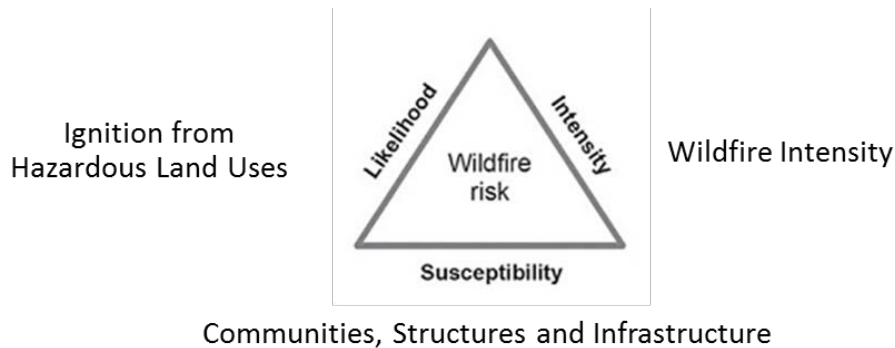 Ignition from
Hazardous Land Uses
Likelihood
Wildfire
risk
Intensity
Wildfire Intensity
Susceptibility
Communities, Structures and Infrastructure